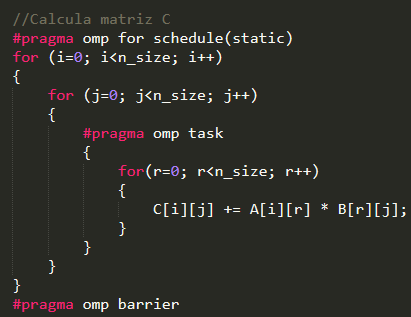 //Calcula matriz C
#pragma omp for schedule(static)
for (i=0; i<n_size; i++)
{
    for (j=0; j<n_size; j++)
    {
        #pragma omp task
        {
            for(r=0; r<n_size; r++)
            {
                C[i][j] += A[i][r] * B[r][j];
            }
        }
    }
}
#pragma omp barrier